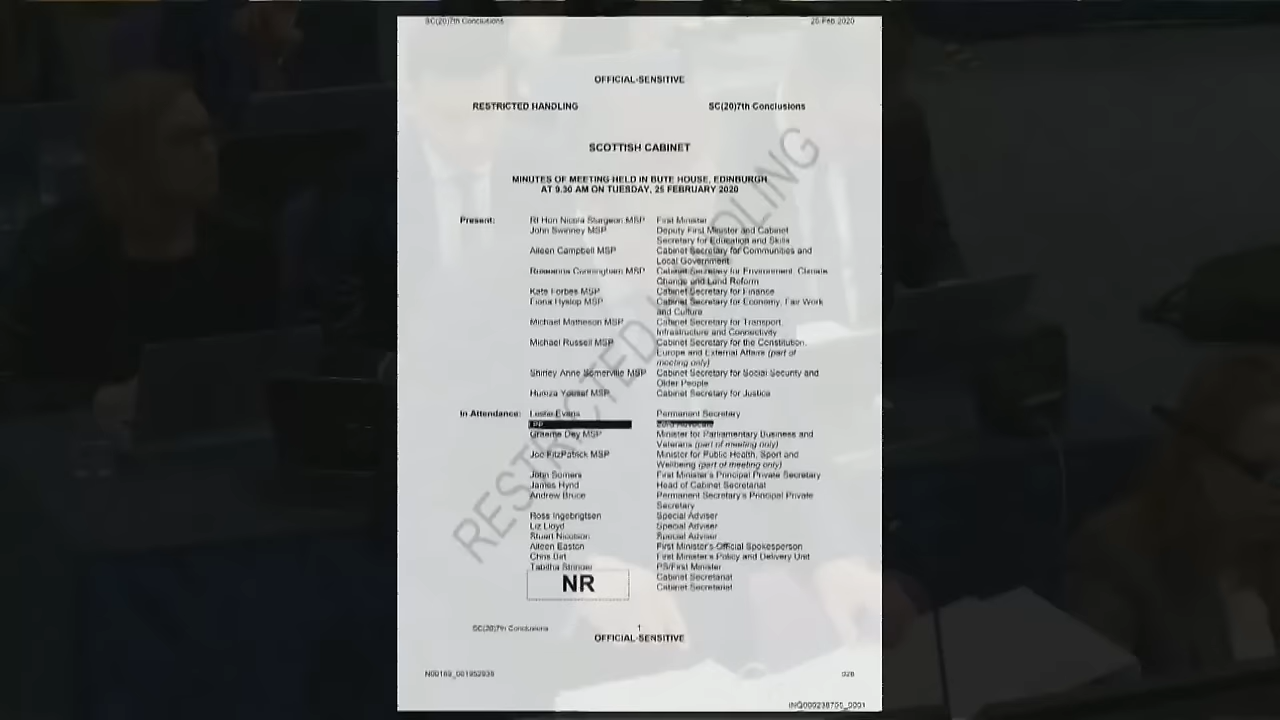 SC(20)7th Conclusions 25 Feb 2020
OFFICIAL-SENSITIVE
RESTRICTED HANDLING SC(20)7th Conclusions
SCOTTISH CABINET
MINUTES OF MEETING HELD IN BUTE HOUSE, EDINBURGH
AT 9.30 AM ON TUESDAY, 25 FEBRUARY 2020
Present: Rt Hon Nicola Sturgeon MSP First Minister
John Swinney MSP Deputy First Minister and Cabinet
Secretary for Education and Skills
Aileen Campbell MSP Cabinet Secretary for Communities and
Local Government
Roseanna Cunningham MSP Cabinet Secretary for Environment, Climate
Change and Land Reform
Kate Forbes MSP Cabinet Secretary for Finance
Fiona Hyslop MSP Cabinet Secretary for Economy, Fair Work
and Culture
Michael Matheson MSP Cabinet Secretary for Transport,
Infrastructure and Connectivity
Michael Russell MSP Cabinet Secretary for the Constitution,
Europe and External Affairs (part of
meeting only)
Shirley Anne Somerville MSP Cabinet Secretary for Social Security and
Older People
Humza Yousaf MSP Cabinet Secretary for Justice
In Attendance: Leslie Evans Permanent Secretary
Graeme Dey MSP Minister for Parliamentary Business and
Veterans (part of meeting only)
Joe FitzPatrick MSP Minister for Public Health, Sport and
Wellbeing (part of meeting only)
John Somers First Minister's Principal Private Secretary
James Hynd Head of Cabinet Secretariat
Andrew Bruce Permanent Secretary's Principal Private
Secretary
Ross Ingebrigtsen Special Adviser
Liz Lloyd Special Adviser
Stuart Nicolson Special Adviser
Aileen Easton First Minister's Official Spokesperson
Chris Birt First Minister's Policy and Delivery Unit
Tabitha Stringer PS/First Minister
NR Cabinet Secretariat
Cabinet Secretariat
SC(20)7th Conclusions 1
OFFICIAL-SENSITIVE
RESTRICTED HANDLING